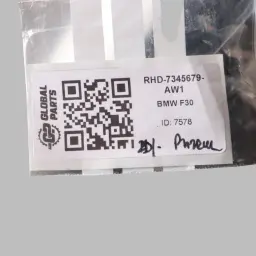 GLOBAL
PARTS
RHD-7345679-
AW1
BMW F30
ID: 7578